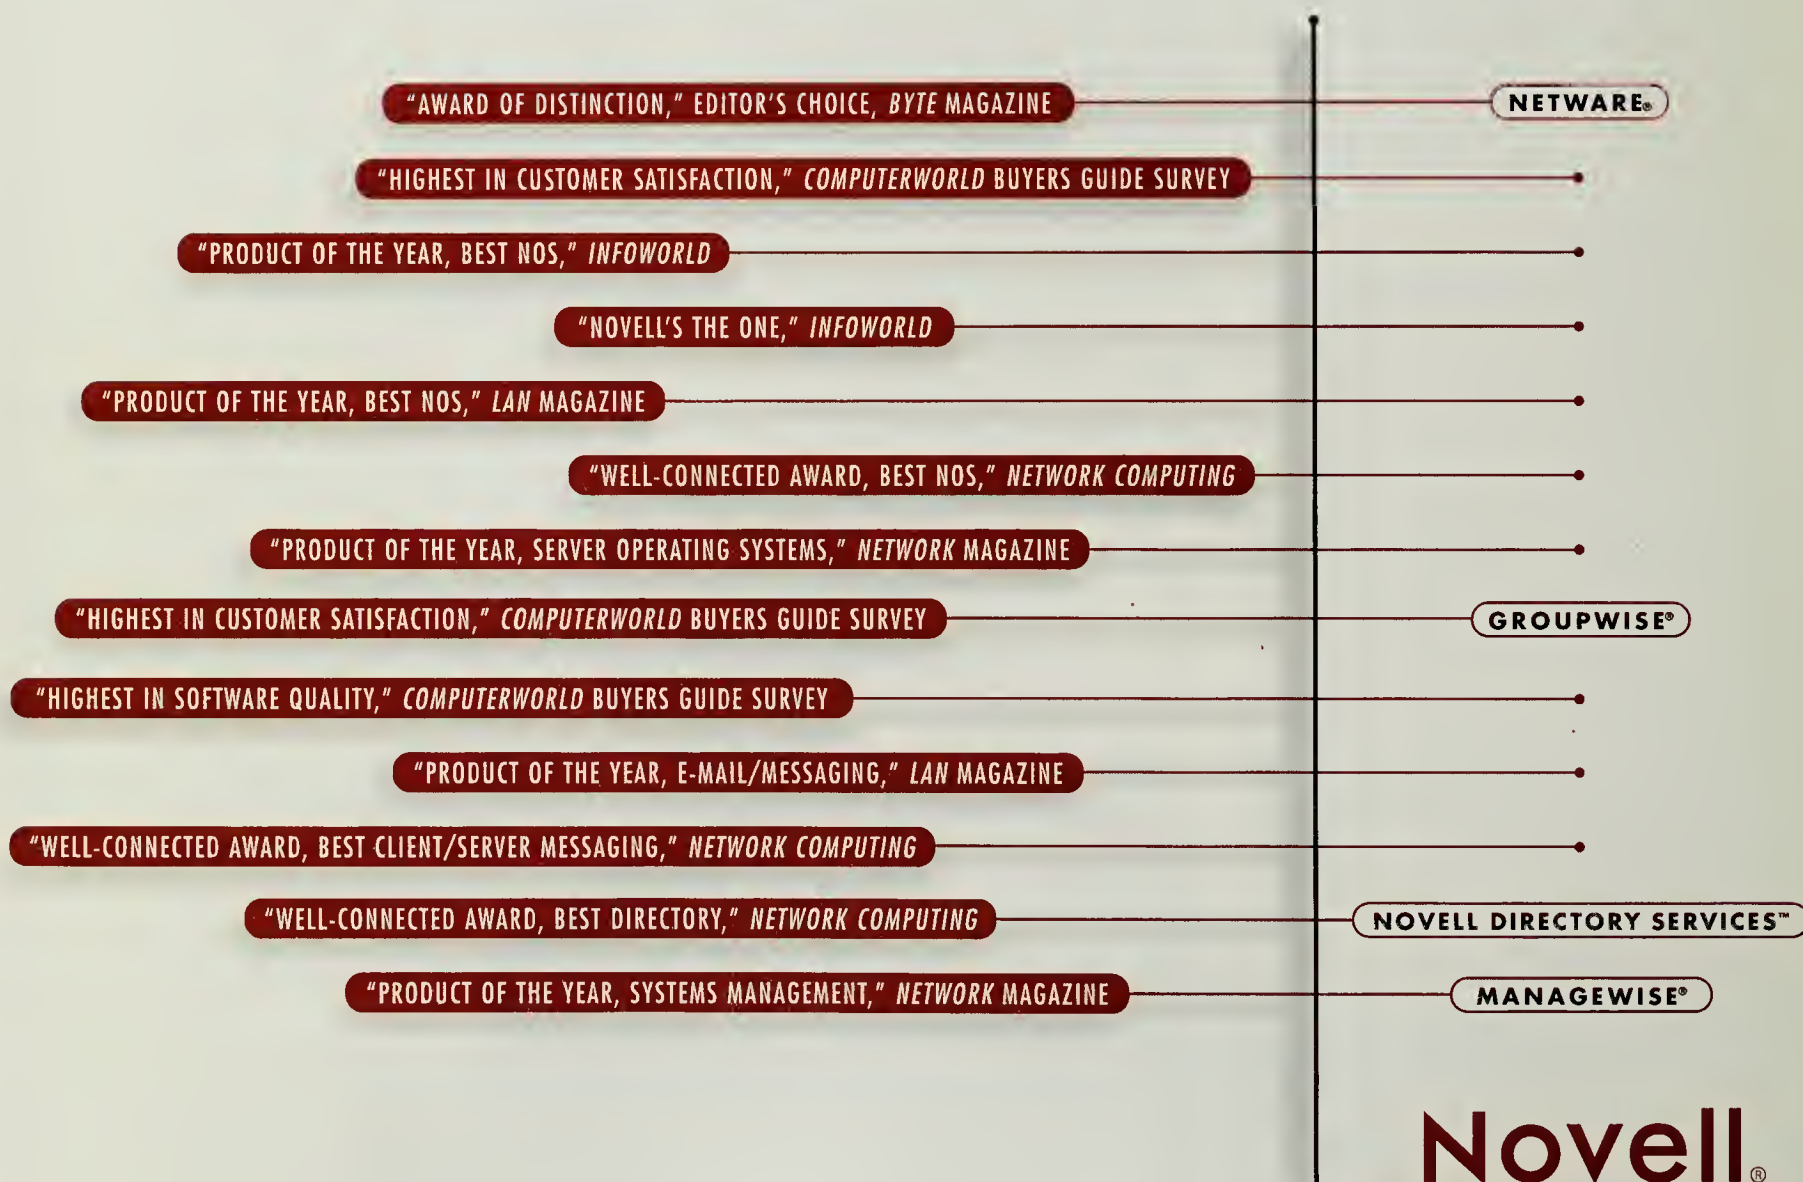 "AWARD OF DISTINCTION," EDITOR'S CHOICE, BYTE MAGAZINE NETWARE®
"HIGHEST IN CUSTOMER SATISFACTION," COMPUTERWORLD BUYERS GUIDE SURVEY
"PRODUCT OF THE YEAR, BEST NOS," INFOWORLD
"NOVELL'S THE ONE," INFOWORLD
"PRODUCT OF THE YEAR, BEST NOS," LAN MAGAZINE
"WELL-CONNECTED AWARD, BEST NOS," NETWORK COMPUTING
"PRODUCT OF THE YEAR, SERVER OPERATING SYSTEMS," NETWORK MAGAZINE
"HIGHEST IN CUSTOMER SATISFACTION," COMPUTERWORLD BUYERS GUIDE SURVEY GROUPWISE®
"HIGHEST IN SOFTWARE QUALITY," COMPUTERWORLD BUYERS GUIDE SURVEY
"PRODUCT OF THE YEAR, E-MAIL/MESSAGING," LAN MAGAZINE
"WELL-CONNECTED AWARD, BEST CLIENT/SERVER MESSAGING," NETWORK COMPUTING
"WELL-CONNECTED AWARD, BEST DIRECTORY," NETWORK COMPUTING NOVELL DIRECTORY SERVICES™
"PRODUCT OF THE YEAR, SYSTEMS MANAGEMENT," NETWORK MAGAZINE MANAGEWISE®
Novell®